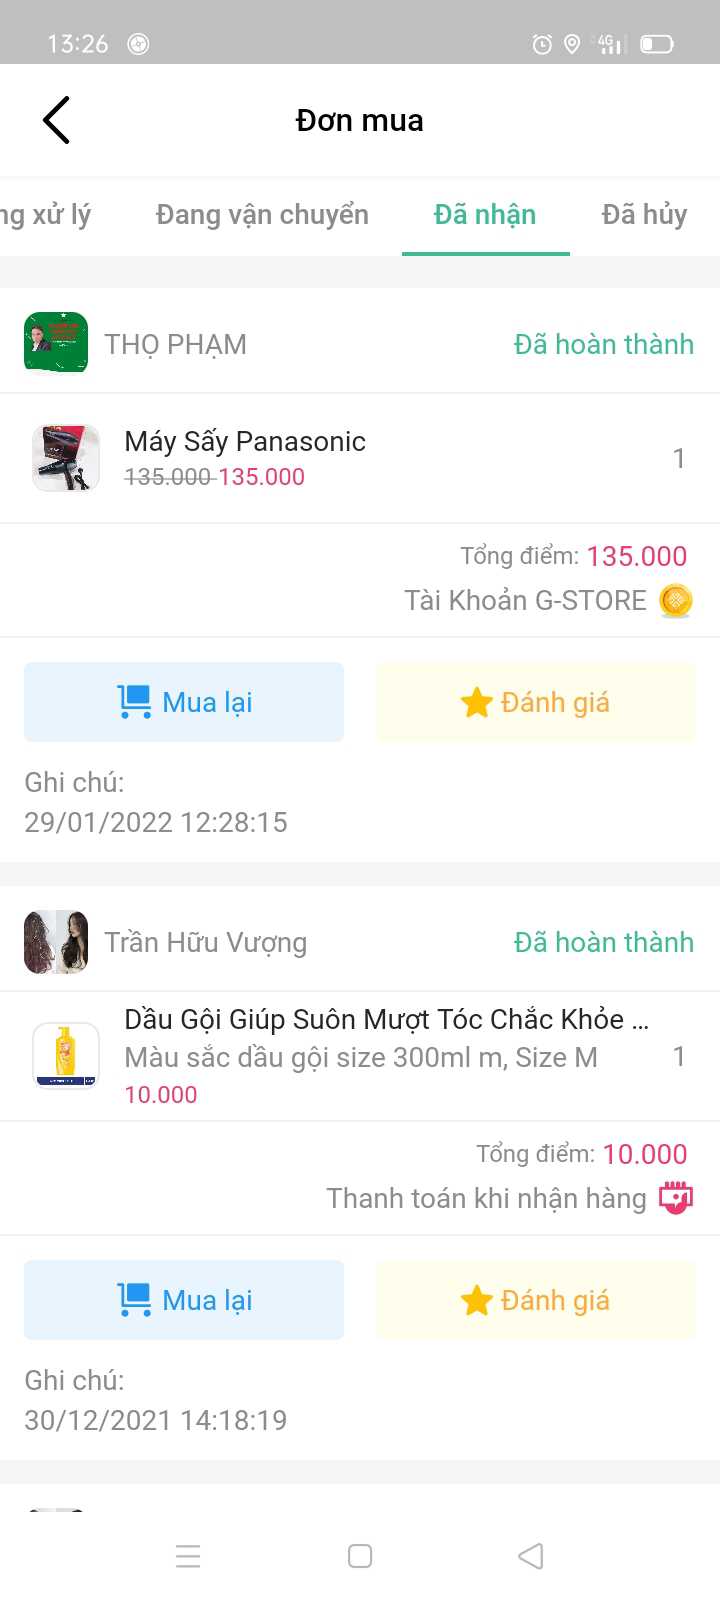 13:26
4G
Đơn mua
ng xử lý
Đang vận chuyển
Đã nhận
Đã hủy
THỌ PHẠM
Đã hoàn thành
Máy Sấy Panasonic
135.000 135.000
1
Tổng điểm: 135.000
Tài Khoản G-STORE
Mua lại
Đánh giá
Ghi chú:
29/01/2022 12:28:15
Trần Hữu Vượng
Đã hoàn thành
Dầu Gội Giúp Suôn Mượt Tóc Chắc Khỏe ...
Màu sắc dầu gội size 300ml m, Size M
1
10.000
Tổng điểm: 10.000
Thanh toán khi nhận hàng
Mua lại
Đánh giá
Ghi chú:
30/12/2021 14:18:19